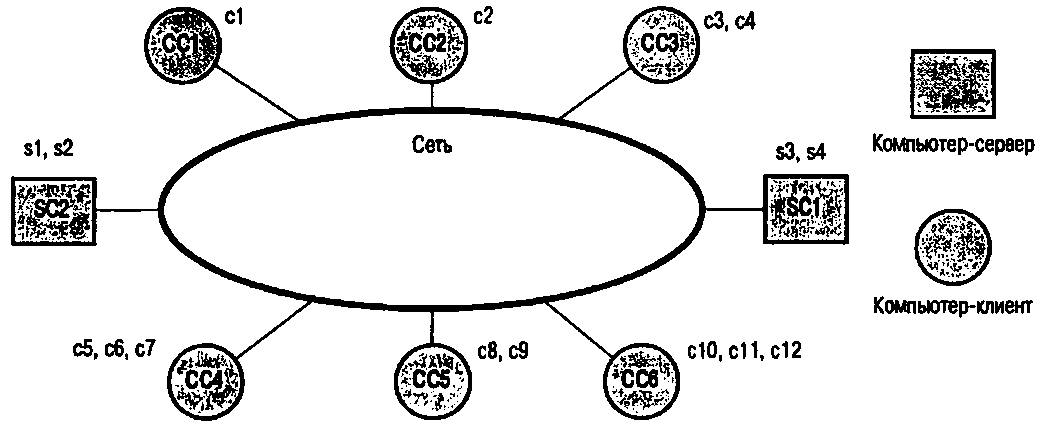 c1
CC1
c2
CC2
c3, c4
CC3
Сеть
Компьютер-сервер
s1, s2
SC2
s3, s4
SC1
Компьютер-клиент
c5, c6, c7
CC4
c8, c9
CC5
c10, c11, c12
CC6